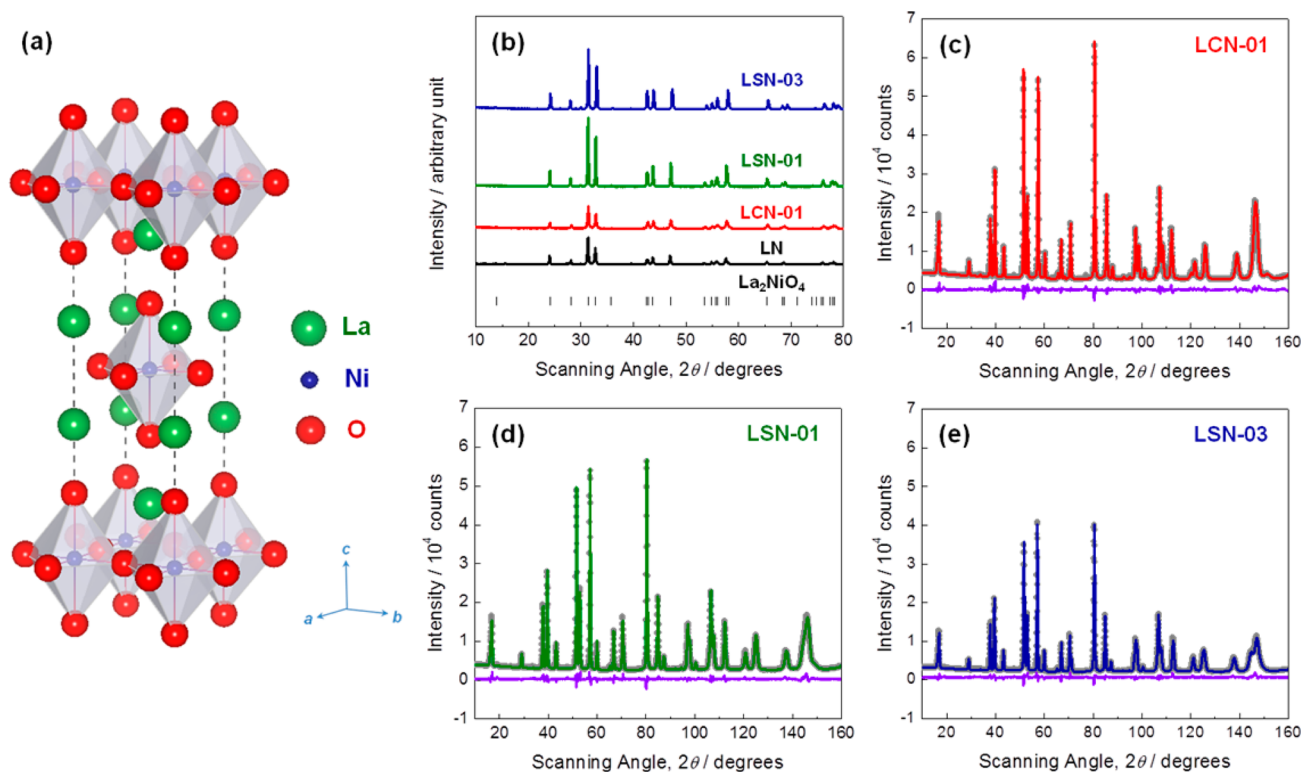 (a)
La
Ni
O
c
a
b
(b)
LSN-03
LSN-01
LCN-01
LN
La₂NiO₄
Intensity / arbitrary unit
10 20 30 40 50 60 70 80
Scanning Angle, 2θ / degrees
(c)
LCN-01
Intensity / 10⁴ counts
7
6
5
4
3
2
1
0
-1
20 40 60 80 100 120 140 160
Scanning Angle, 2θ / degrees
(d)
LSN-01
Intensity / 10⁴ counts
7
6
5
4
3
2
1
0
-1
20 40 60 80 100 120 140 160
Scanning Angle, 2θ / degrees
(e)
LSN-03
Intensity / 10⁴ counts
7
6
5
4
3
2
1
0
-1
20 40 60 80 100 120 140 160
Scanning Angle, 2θ / degrees